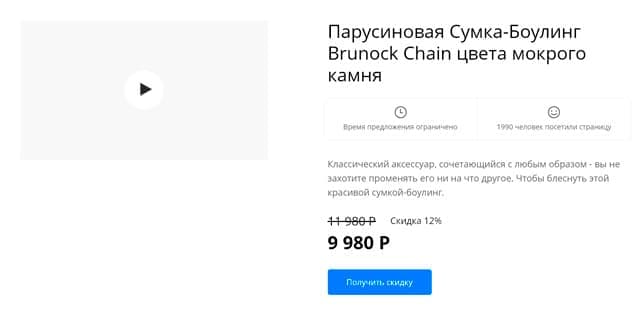 Парусиновая Сумка-Боулинг
Brunock Chain цвета мокрого
камня
Время предложения ограничено
1990 человек посетили страницу
Классический аксессуар, сочетающийся с любым образом - вы не
захотите променять его ни на что другое. Чтобы блеснуть этой
красивой сумкой-боулинг.
11 980 Р Скидка 12%
9 980 Р
Получить скидку